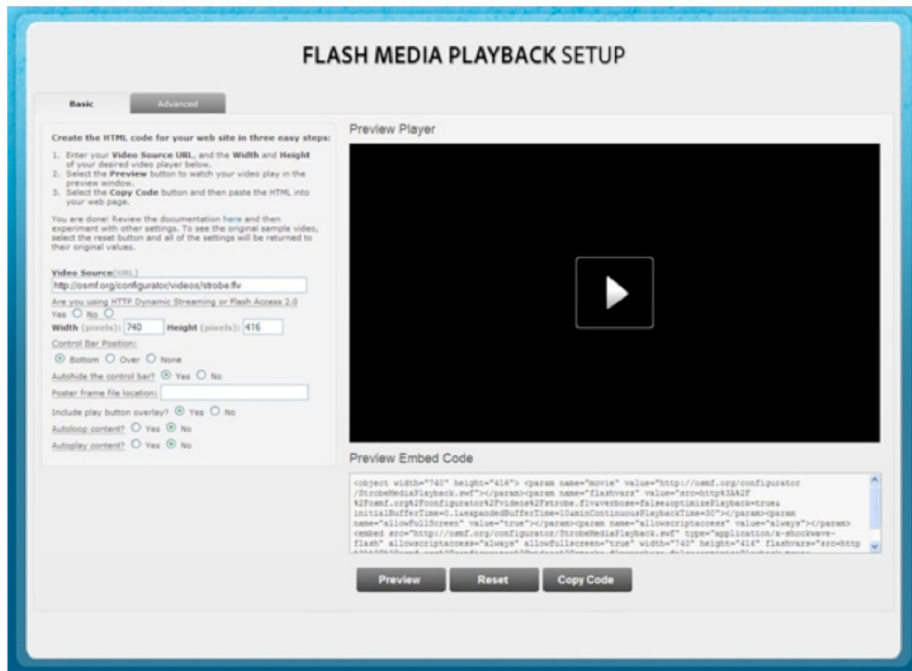 FLASH MEDIA PLAYBACK SETUP
Basic
Advanced
Create the HTML code for your web site in three easy steps:
1. Enter your Video Source URL, and the Width and Height
of your desired video player below.
2. Select the Preview button to watch your video play in the
preview window.
3. Select the Copy Code button and then paste the HTML into
your web page.
You are done! Review the documentation here and then
experiment with other settings. To see the original sample video,
select the reset button and all of the settings will be returned to
their original values.
Video Source(URL)
http://osmf.org/configurator/videos/strobe.flv
Are you using HTTP Dynamic Streaming or Flash Access 2.0
Yes No
Width (pixels): 740 Height (pixels): 416
Control Bar Position:
Bottom Over None
Autohide the control bar? Yes No
Poster frame file location:
Include play button overlay? Yes No
Autoloop content? Yes No
Autoplay content? Yes No
Preview Player
Preview Embed Code
<object width="740" height="416"> <param name="movie" value="http://osmf.org/configurator
/StrobeMediaPlayback.swf"></param><param name="flashvars" value="src=http%3A%2F
%2Fosmf.org%2Fconfigurator%2Fvideos%2Fstrobe.flv&verbose=false&optimizePlayback=true&
initialBufferTime=0.1&expandedBufferTime=10&minContinuousPlaybackTime=30"></param><param
name="allowFullScreen" value="true"></param><param name="allowscriptaccess" value="always"></param>
<embed src="http://osmf.org/configurator/StrobeMediaPlayback.swf" type="application/x-shockwave-
flash" allowscriptaccess="always" allowfullscreen="true" width="740" height="416" flashvars="src=http
Preview
Reset
Copy Code